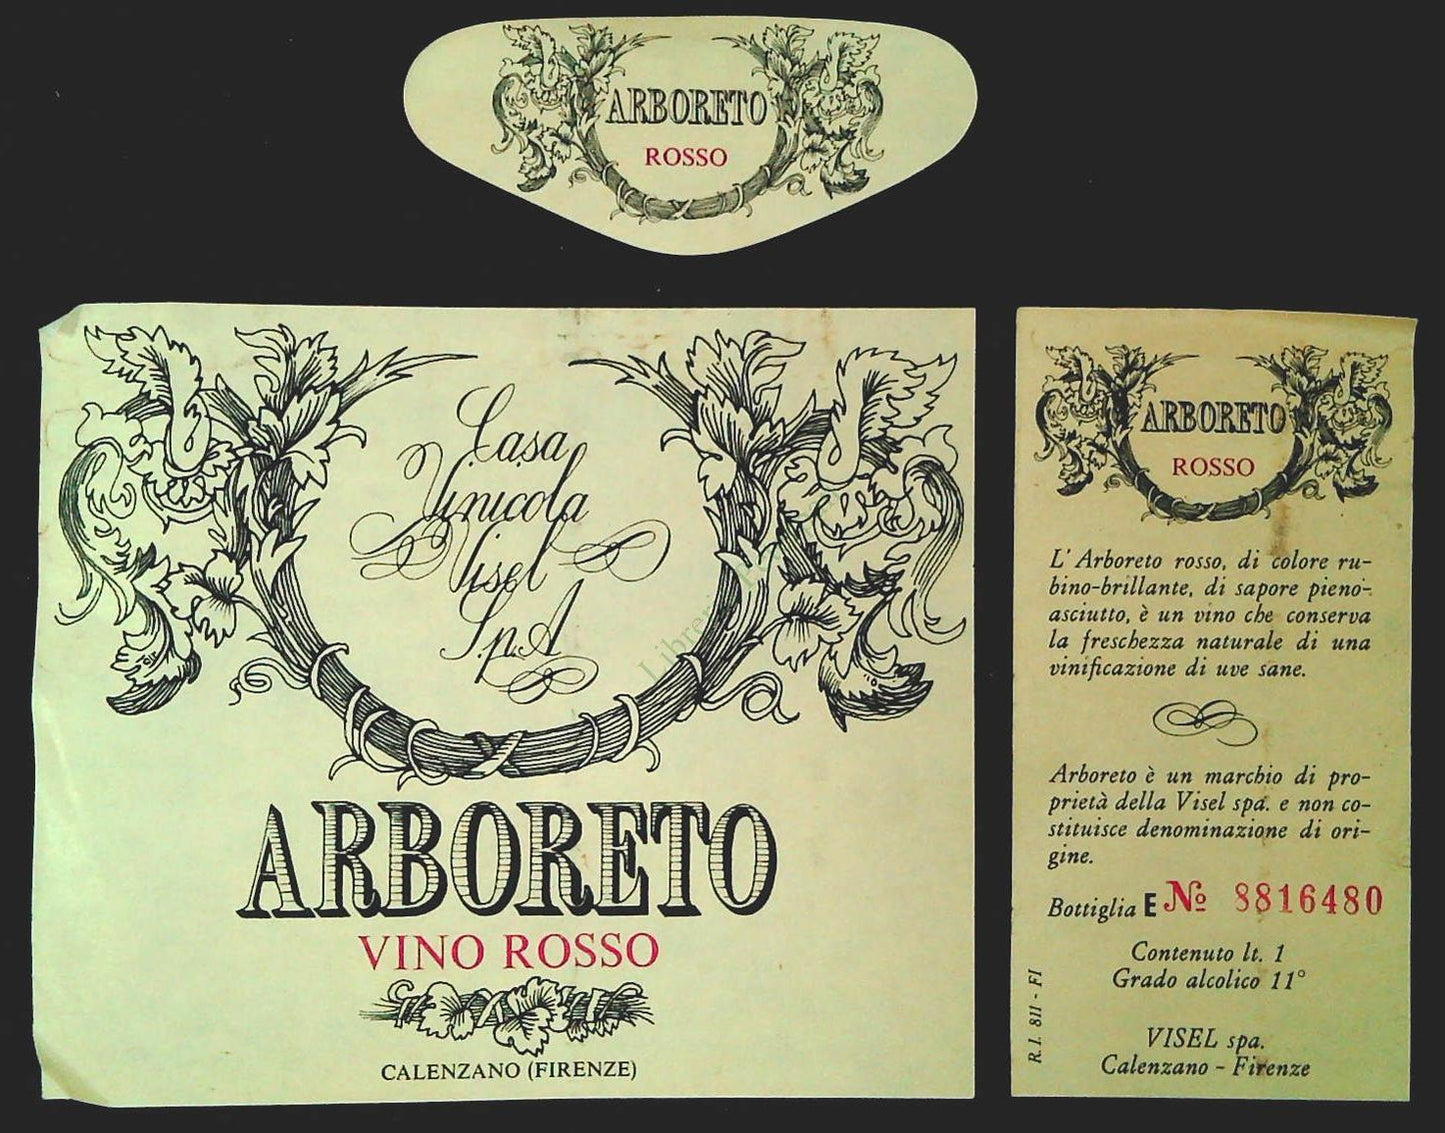 ARBORETO
ROSSO
Casa
Vinicola
Visel
S.p.A
ARBORETO
VINO ROSSO
CALENZANO (FIRENZE)
ARBORETO
ROSSO
L' Arboreto rosso, di colore ru-
bino-brillante, di sapore pieno-
asciutto, è un vino che conserva
la freschezza naturale di una
vinificazione di uve sane.
Arboreto è un marchio di pro-
prietà della Visel spa. e non co-
stituisce denominazione di ori-
gine.
Bottiglia E № 8816480
Contenuto lt. 1
Grado alcolico 11°
R.I. 811 - FI
VISEL spa.
Calenzano - Firenze